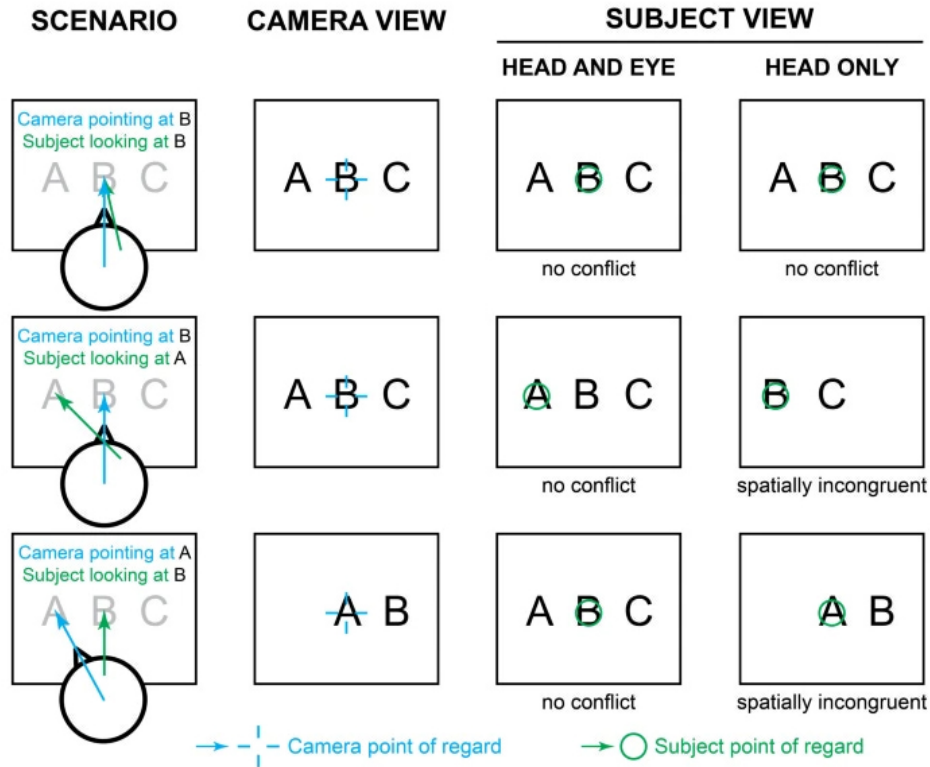 SCENARIO CAMERA VIEW SUBJECT VIEW
HEAD AND EYE HEAD ONLY
Camera pointing at B
Subject looking at B
A B C
A B C
A B C
A B C
no conflict no conflict
Camera pointing at B
Subject looking at A
A B C
A B C
A B C
B C
no conflict spatially incongruent
Camera pointing at A
Subject looking at B
A B C
A B
A B C
A B
no conflict spatially incongruent
Camera point of regard Subject point of regard